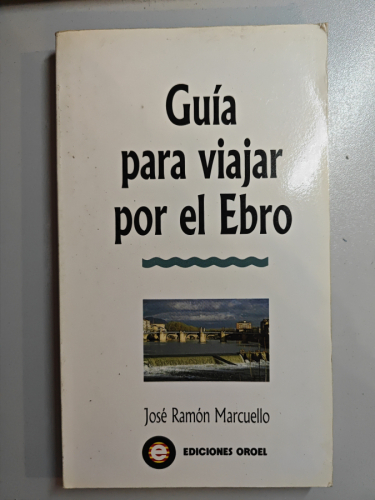 Guía
para viajar
por el Ebro
José Ramón Marcuello
e EDICIONES OROEL